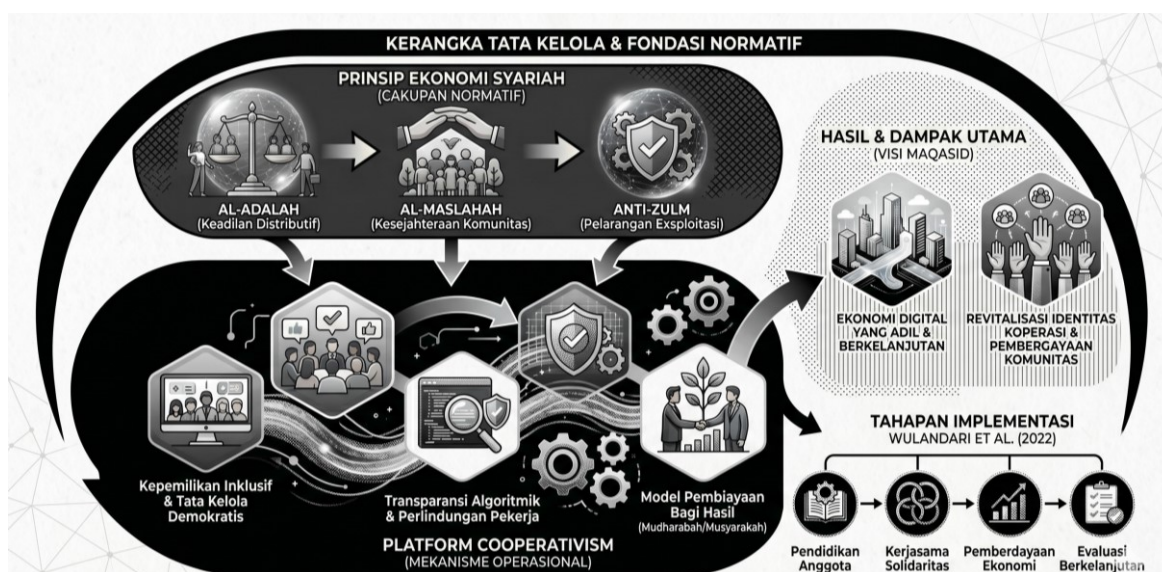 KERANGKA TATA KELOLA & FONDASI NORMATIF
PRINSIP EKONOMI SYARIAH
(CAKUPAN NORMATIF)
AL-ADALAH
(Keadilan Distributif)
AL-MASLAHAH
(Kesejahteraan Komunitas)
ANTI-ZULM
(Pelarangan Exsploitasi)
HASIL & DAMPAK UTAMA
(VISI MAQASID)
EKONOMI DIGITAL
YANG ADIL &
BERKELANJUTAN
REVITALISASI IDENTITAS
KOPERASI &
PEMBERGAYAAN
KOMUNITAS
Kepemilikan Inklusif
& Tata Kelola
Demokratis
Transparansi Algoritmik
& Perlindungan Pekerja
Model Pembiayaan
Bagi Hasil
(Mudharabah/Musyarakah)
PLATFORM COOPERATIVISM
(MEKANISME OPERASIONAL)
TAHAPAN IMPLEMENTASI
WULANDARI ET AL. (2022)
Pendidikan
Anggota
Kerjasama
Solidaritas
Pemberdayaan
Ekonomi
Evaluasi
Berkelanjutan